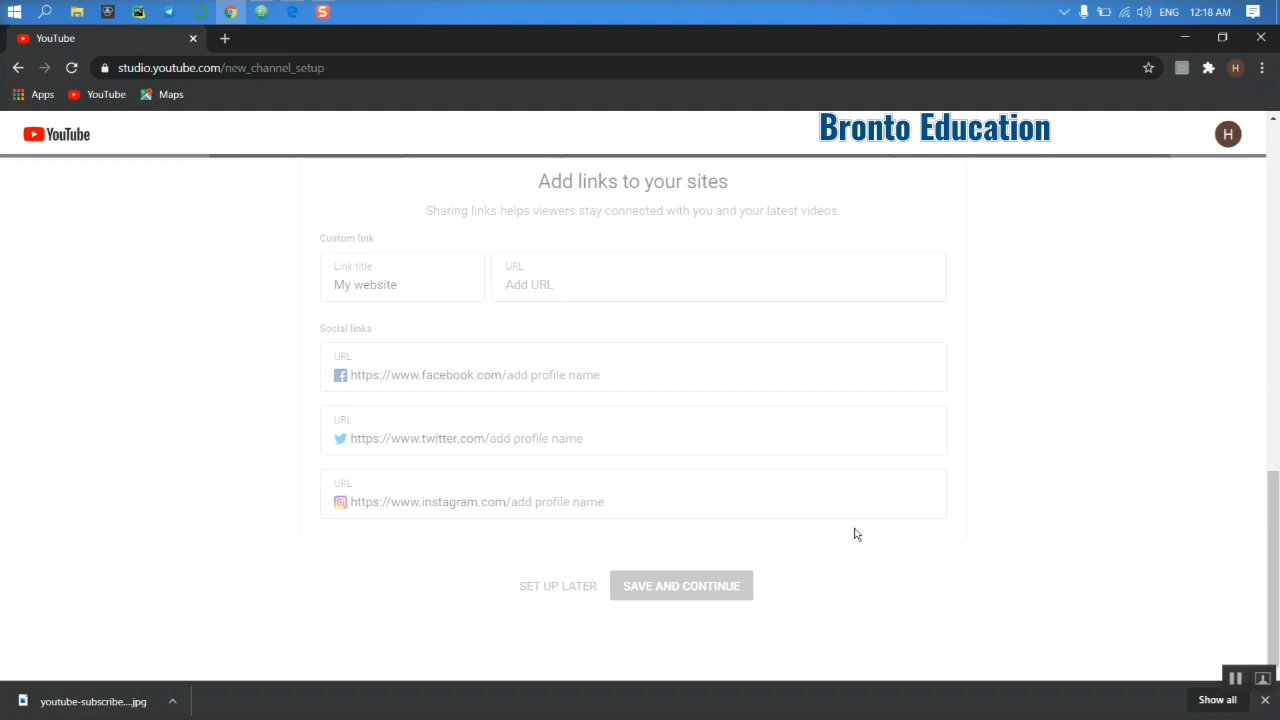 ENG 12:18 AM
YouTube
studio.youtube.com/new_channel_setup
H
Apps YouTube Maps
YouTube
Bronto Education
H
Add links to your sites
Sharing links helps viewers stay connected with you and your latest videos.
Custom link
Link title
My website
URL
Add URL
Social links
URL
https://www.facebook.com/add profile name
URL
https://www.twitter.com/add profile name
URL
https://www.instagram.com/add profile name
SET UP LATER SAVE AND CONTINUE
youtube-subscribe....jpg
Show all